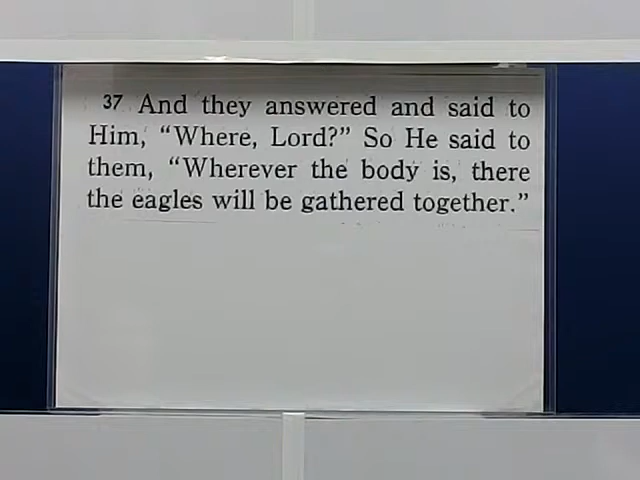 37 And they answered and said to
Him, “Where, Lord?” So He said to
them, “Wherever the body is, there
the eagles will be gathered together.”